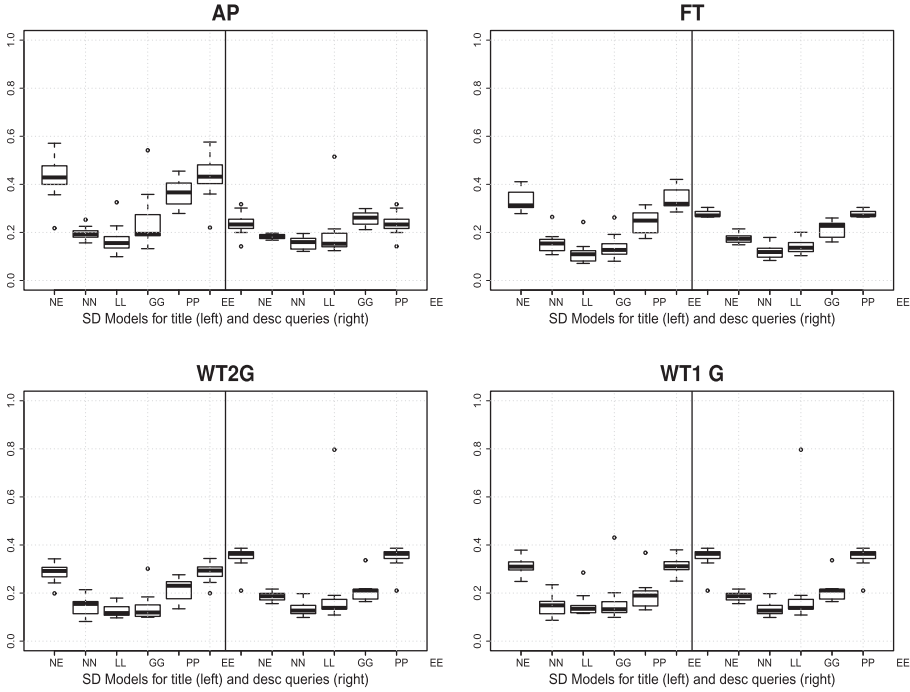 AP
FT
1.0
0.8
0.6
0.4
0.2
0.0
1.0
0.8
0.6
0.4
0.2
0.0
NE NN LL GG PP EE NE NN LL GG PP EE
NE NN LL GG PP EE NE NN LL GG PP EE
SD Models for title (left) and desc queries (right)
SD Models for title (left) and desc queries (right)
WT2G
WT1 G
1.0
0.8
0.6
0.4
0.2
0.0
1.0
0.8
0.6
0.4
0.2
0.0
NE NN LL GG PP EE NE NN LL GG PP EE
NE NN LL GG PP EE NE NN LL GG PP EE
SD Models for title (left) and desc queries (right)
SD Models for title (left) and desc queries (right)